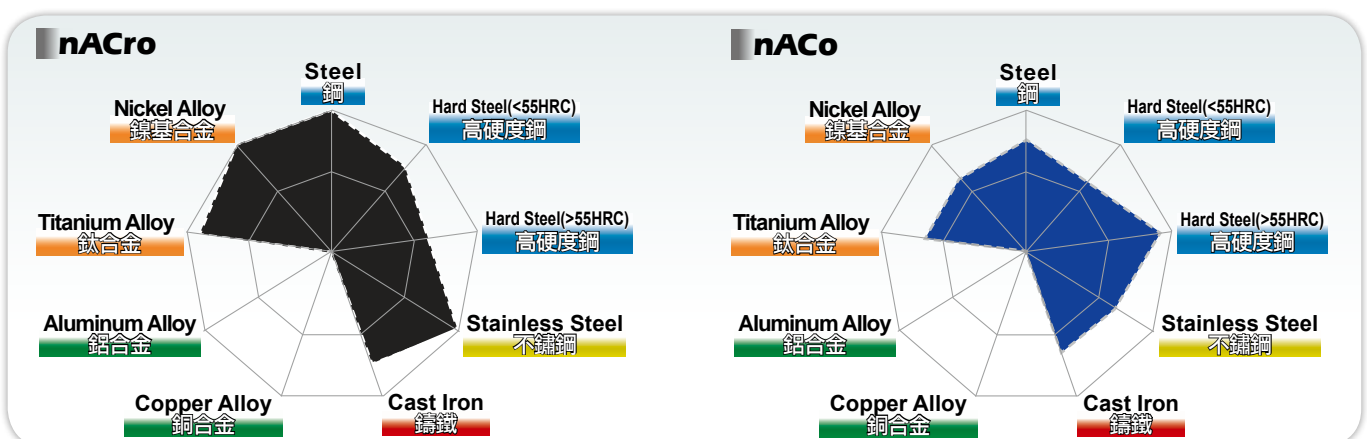 nACro
Steel
鋼
Nickel Alloy
鎳基合金
Hard Steel(<55HRC)
高硬度鋼
Titanium Alloy
鈦合金
Hard Steel(>55HRC)
高硬度鋼
Aluminum Alloy
鋁合金
Stainless Steel
不鏽鋼
Copper Alloy
銅合金
Cast Iron
鑄鐵
nACo
Steel
鋼
Nickel Alloy
鎳基合金
Hard Steel(<55HRC)
高硬度鋼
Titanium Alloy
鈦合金
Hard Steel(>55HRC)
高硬度鋼
Aluminum Alloy
鋁合金
Stainless Steel
不鏽鋼
Copper Alloy
銅合金
Cast Iron
鑄鐵